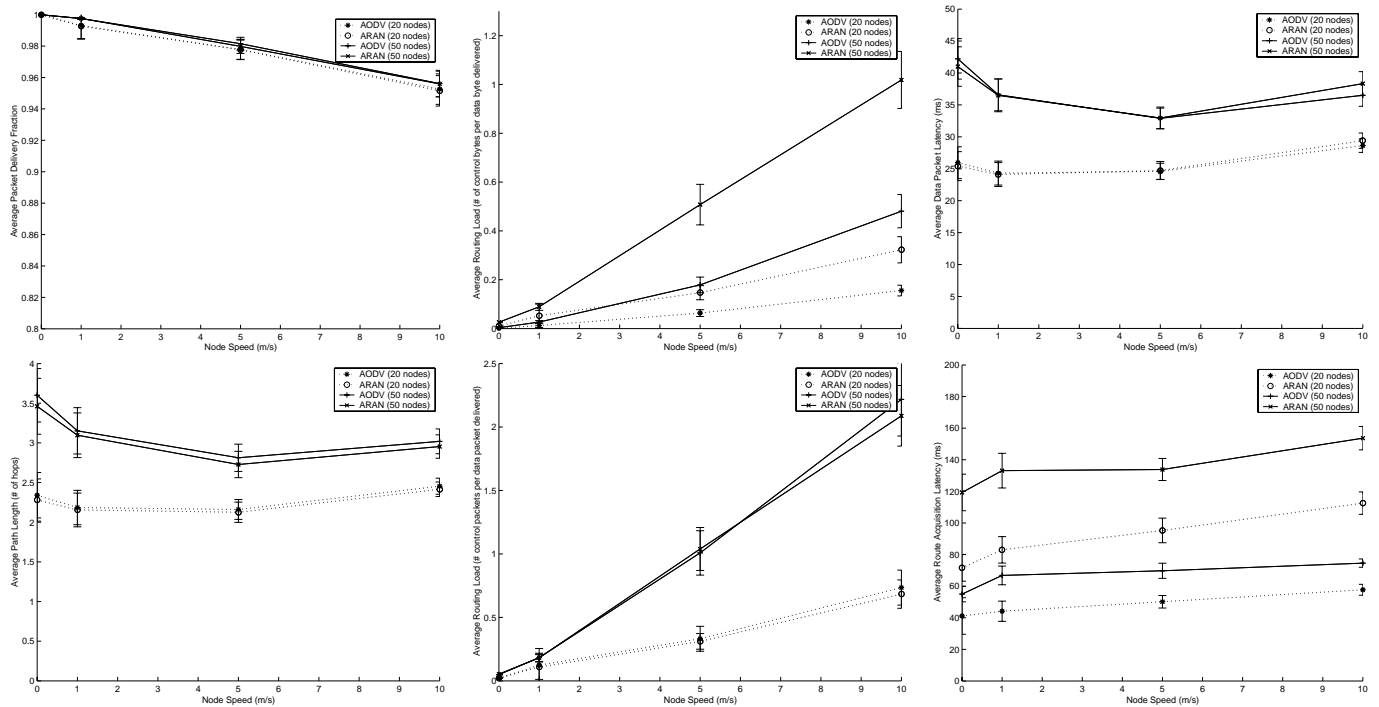 Average Packet Delivery Fraction
1
0.98
0.96
0.94
0.92
0.9
0.88
0.86
0.84
0.82
0.8
0 1 2 3 4 5 6 7 8 9 10
Node Speed (m/s)
AODV (20 nodes)
ARAN (20 nodes)
AODV (50 nodes)
ARAN (50 nodes)
Average Routing Load (# of control bytes per data byte delivered)
1.2
1
0.8
0.6
0.4
0.2
0
0 1 2 3 4 5 6 7 8 9 10
Node Speed (m/s)
AODV (20 nodes)
ARAN (20 nodes)
AODV (50 nodes)
ARAN (50 nodes)
Average Data Packet Latency (ms)
50
45
40
35
30
25
20
15
10
5
0
0 1 2 3 4 5 6 7 8 9 10
Node Speed (m/s)
AODV (20 nodes)
ARAN (20 nodes)
AODV (50 nodes)
ARAN (50 nodes)
Average Path Length (# of hops)
4
3.5
3
2.5
2
1.5
1
0.5
0
0 1 2 3 4 5 6 7 8 9 10
Node Speed (m/s)
AODV (20 nodes)
ARAN (20 nodes)
AODV (50 nodes)
ARAN (50 nodes)
Average Routing Load (# control packets per data packet delivered)
2.5
2
1.5
1
0.5
0
0 1 2 3 4 5 6 7 8 9 10
Node Speed (m/s)
AODV (20 nodes)
ARAN (20 nodes)
AODV (50 nodes)
ARAN (50 nodes)
Average Route Acquisition Latency (ms)
200
180
160
140
120
100
80
60
40
20
0
0 1 2 3 4 5 6 7 8 9 10
Node Speed (m/s)
AODV (20 nodes)
ARAN (20 nodes)
AODV (50 nodes)
ARAN (50 nodes)